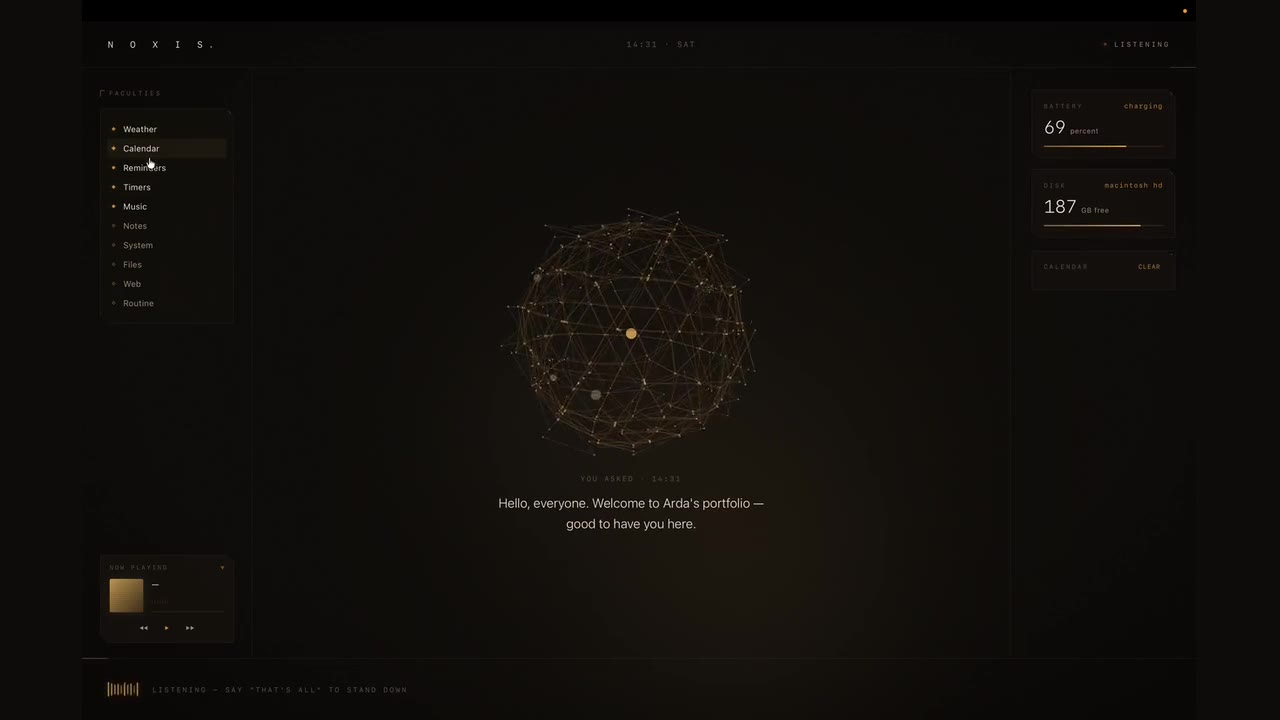 N O X I S.
14:31 · SAT
LISTENING
FACULTIES
Weather
Calendar
Reminders
Timers
Music
Notes
System
Files
Web
Routine
BATTERY
charging
69 percent
DISK
macintosh hd
187 GB free
CALENDAR
CLEAR
YOU ASKED · 14:31
Hello, everyone. Welcome to Arda's portfolio —
good to have you here.
NOW PLAYING
—
LISTENING — SAY "THAT'S ALL" TO STAND DOWN